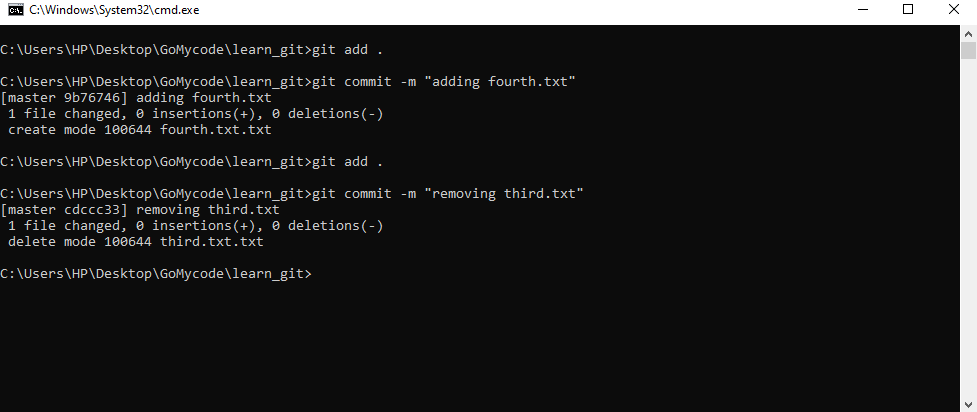 C:\Windows\System32\cmd.exe
C:\Users\HP\Desktop\GoMycode\learn_git>git add .
C:\Users\HP\Desktop\GoMycode\learn_git>git commit -m "adding fourth.txt"
[master 9b76746] adding fourth.txt
 1 file changed, 0 insertions(+), 0 deletions(-)
 create mode 100644 fourth.txt.txt
C:\Users\HP\Desktop\GoMycode\learn_git>git add .
C:\Users\HP\Desktop\GoMycode\learn_git>git commit -m "removing third.txt"
[master cdccc33] removing third.txt
 1 file changed, 0 insertions(+), 0 deletions(-)
 delete mode 100644 third.txt.txt
C:\Users\HP\Desktop\GoMycode\learn_git>